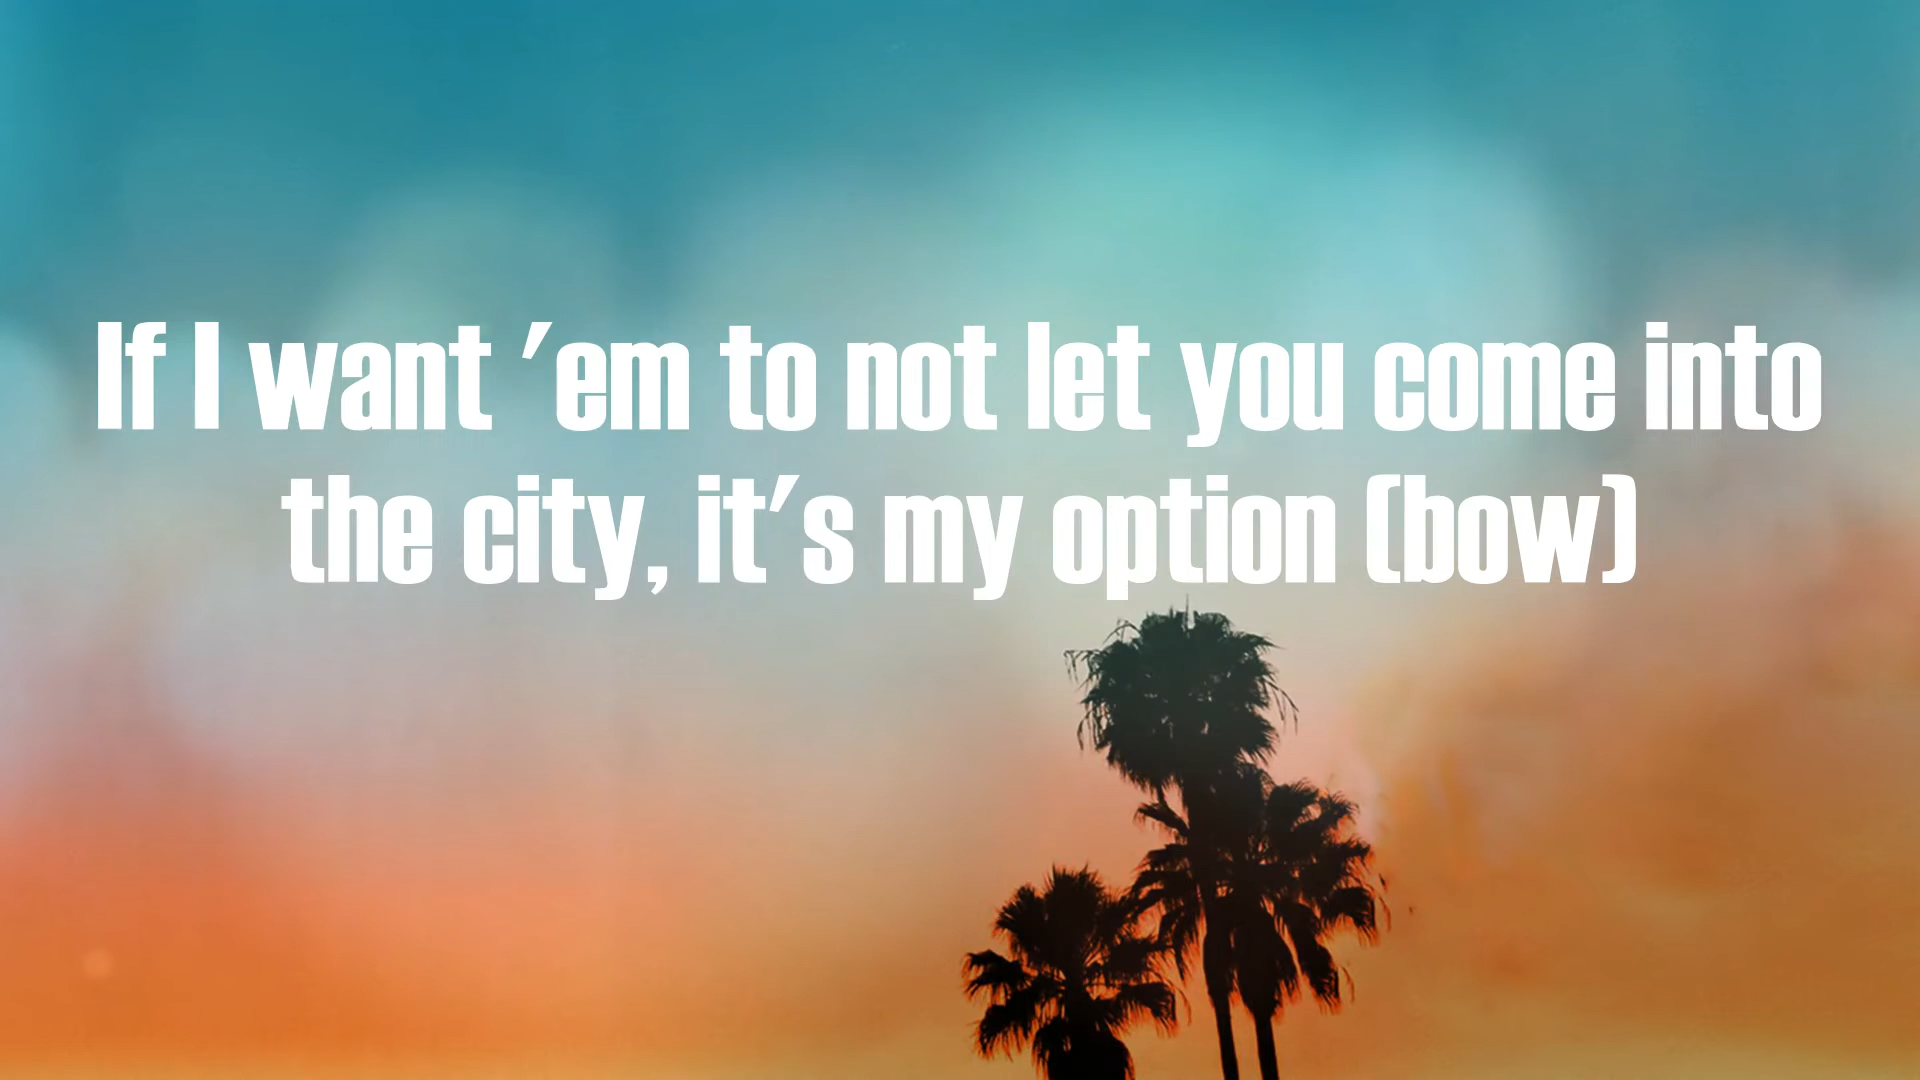 If I want 'em to not let you come into
the city, it's my option (bow)